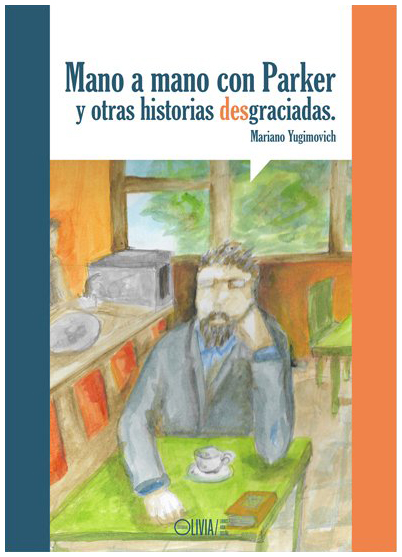 Mano a mano con Parker
y otras historias desgraciadas.
Mariano Yugimovich
OLIVIA/